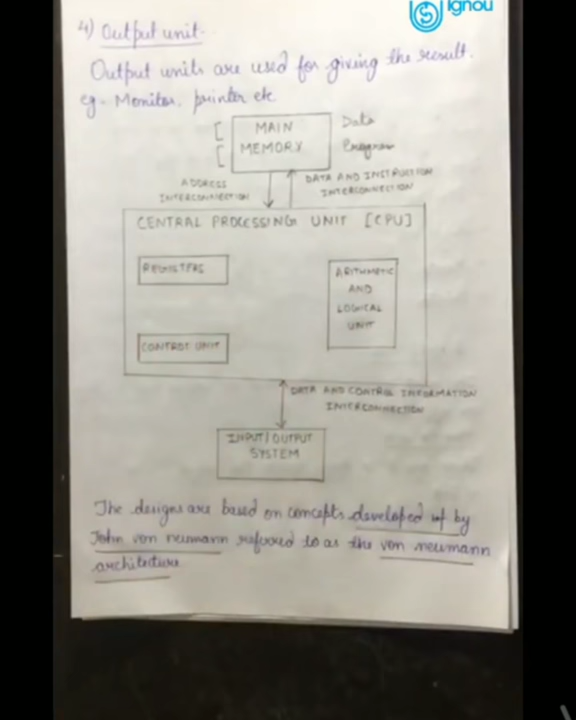 ignou
4) Output unit.
Output units are used for giving the result.
eg - Monitor, printer etc
MAIN
MEMORY
Data
Program
ADDRESS
INTERCONNECTION
DATA AND INSTRUCTION
INTERCONNECTION
CENTRAL PROCESSING UNIT [CPU]
REGISTERS
ARITHMETIC
AND
LOGICAL
UNIT
CONTROL UNIT
DATA AND CONTROL INFORMATION
INTERCONNECTION
INPUT/OUTPUT
SYSTEM
The designs are based on concepts developed by
John von neumann referred to as the von neumann
architecture